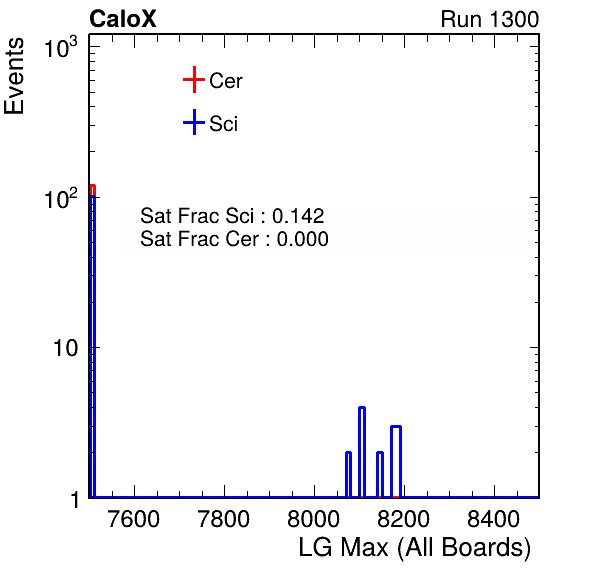 CaloX Run 1300
Events
10³
Cer
Sci
10²
Sat Frac Sci : 0.142
Sat Frac Cer : 0.000
10
1
7600 7800 8000 8200 8400
LG Max (All Boards)